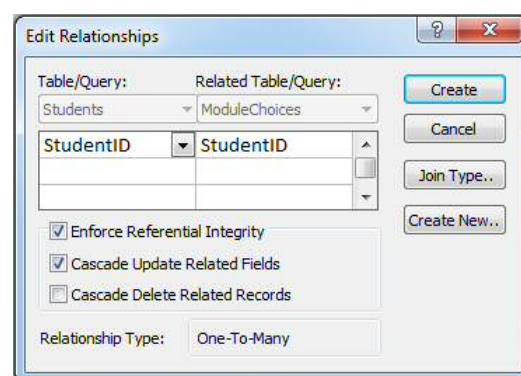 Edit Relationships
Table/Query: Related Table/Query:
Students ModuleChoices
StudentID StudentID
Enforce Referential Integrity
Cascade Update Related Fields
Cascade Delete Related Records
Relationship Type: One-To-Many
Create
Cancel
Join Type..
Create New..